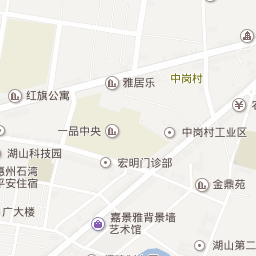 雅居乐
中岗村
红旗公寓
一品中央
中岗村工业区
湖山科技园
宏明门诊部
惠州石湾
平安住宿
金鼎苑
广大楼
嘉景雅背景墙
艺术馆
湖山第二